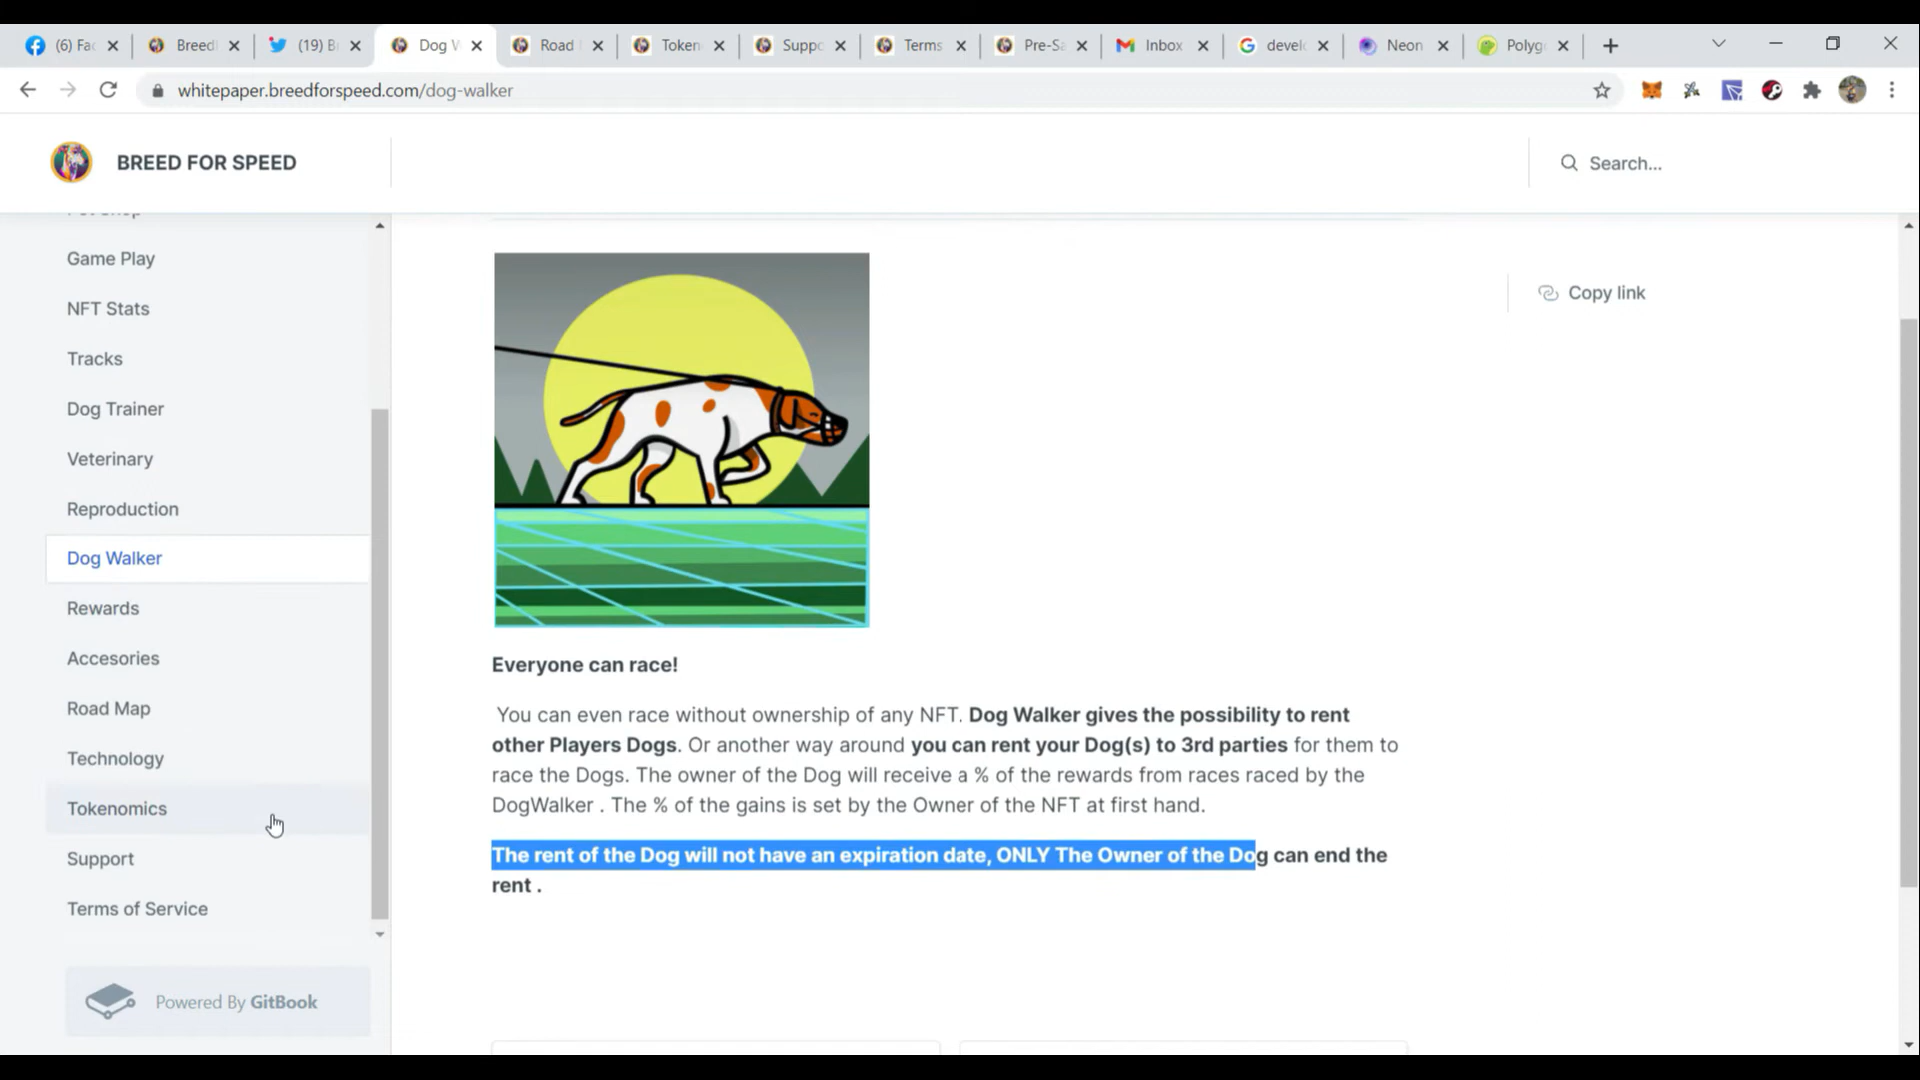 (6) Fac
Breed
(19) B
Dog W
Road
Token
Suppo
Terms
Pre-Sa
Inbox
develo
Neon
Polyg
whitepaper.breedforspeed.com/dog-walker
BREED FOR SPEED
Search...
Pet Shop
Game Play
NFT Stats
Tracks
Dog Trainer
Veterinary
Reproduction
Dog Walker
Rewards
Accesories
Road Map
Technology
Tokenomics
Support
Terms of Service
Powered By GitBook
Copy link
Everyone can race!
You can even race without ownership of any NFT. Dog Walker gives the possibility to rent
other Players Dogs. Or another way around you can rent your Dog(s) to 3rd parties for them to
race the Dogs. The owner of the Dog will receive a % of the rewards from races raced by the
DogWalker . The % of the gains is set by the Owner of the NFT at first hand.
The rent of the Dog will not have an expiration date, ONLY The Owner of the Dog can end the
rent .